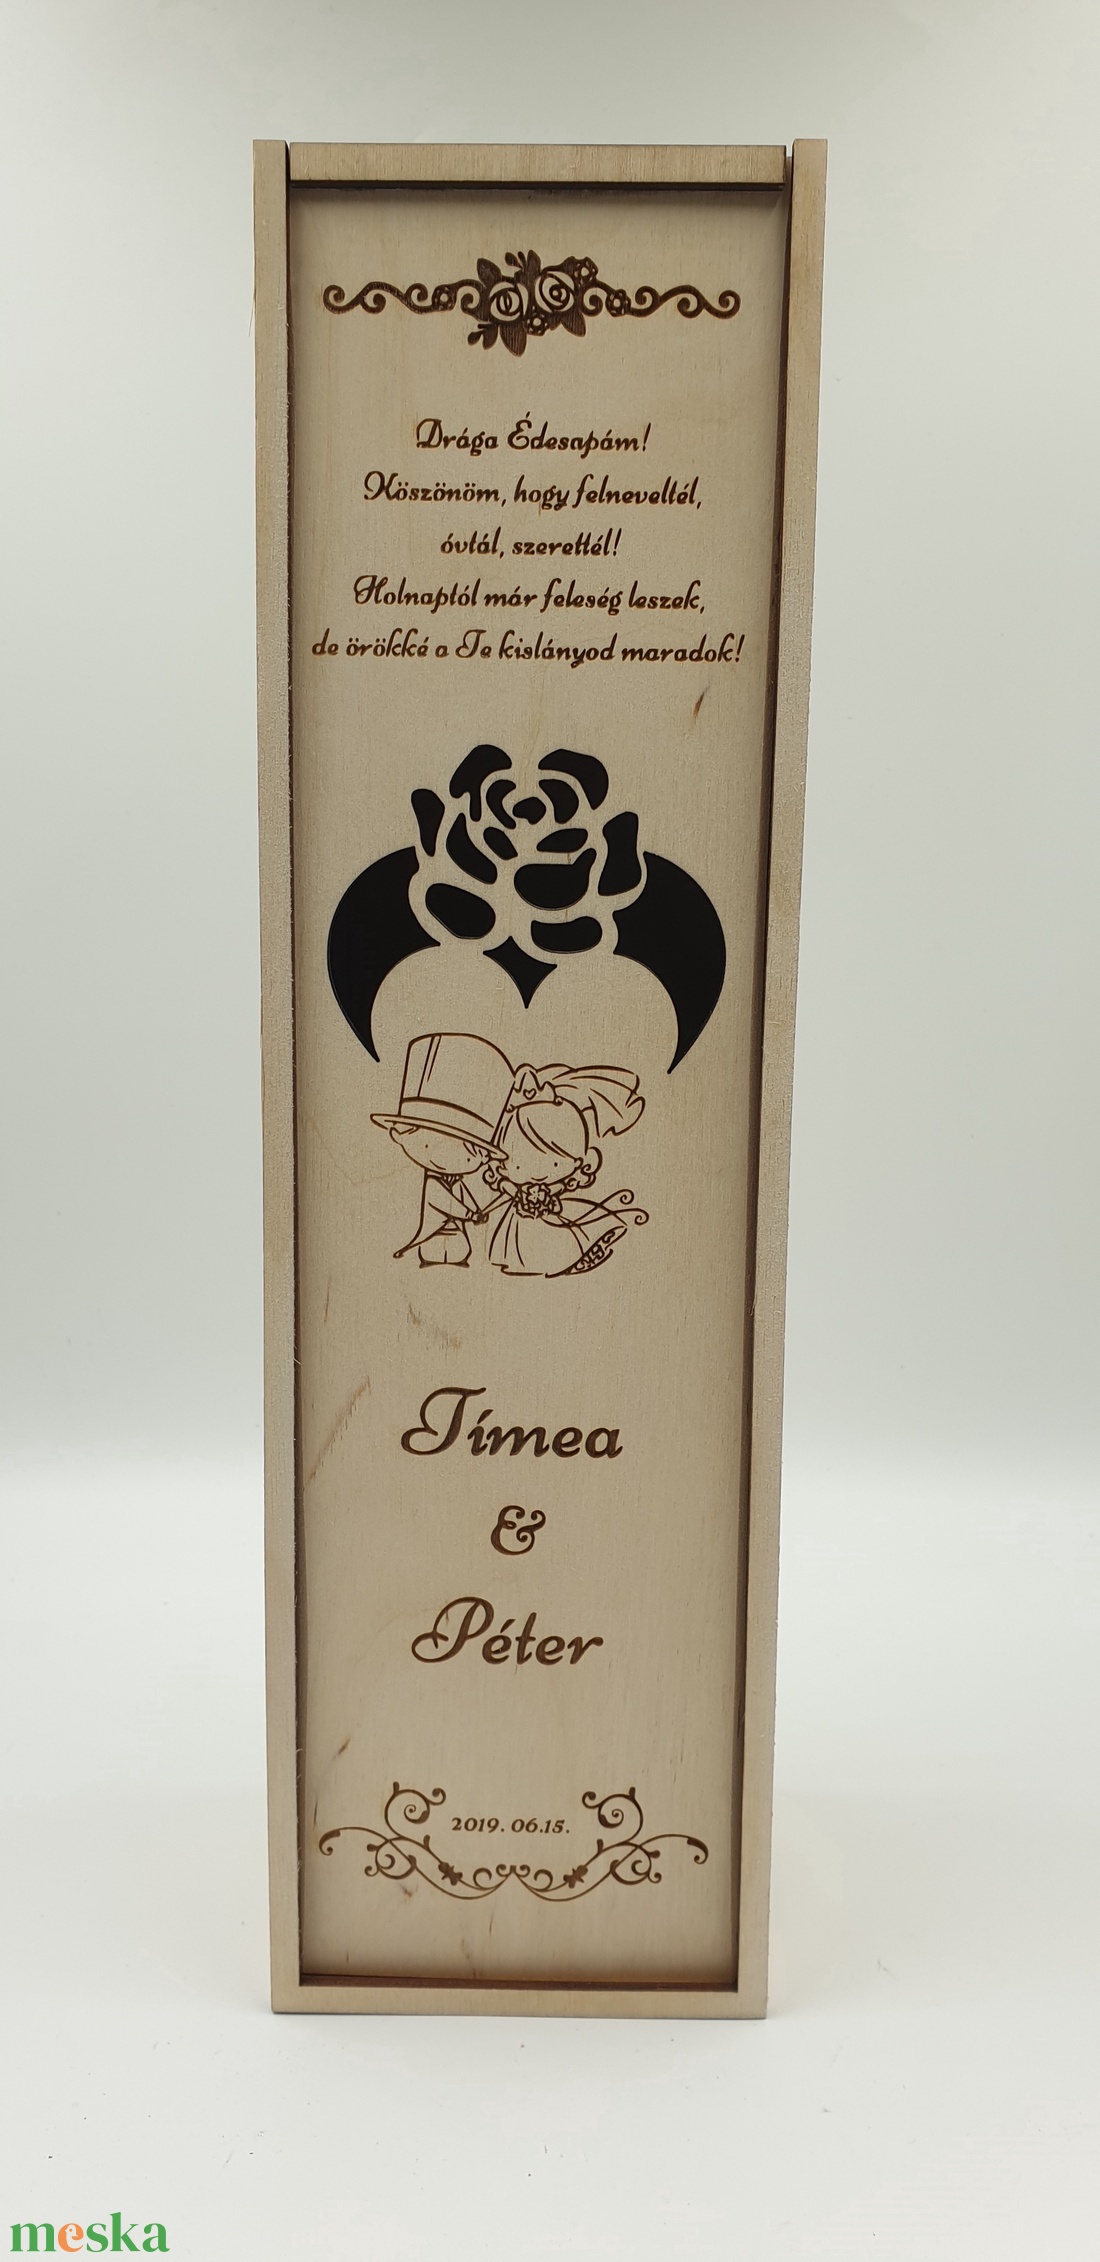 Drága Édesapám!
Köszönöm, hogy felneveltél,
óvtál, szerettél!
Holnaptól már feleség leszek,
de örökké a Te kislányod maradok!
Tímea
&
Péter
2019. 06.15.
meska